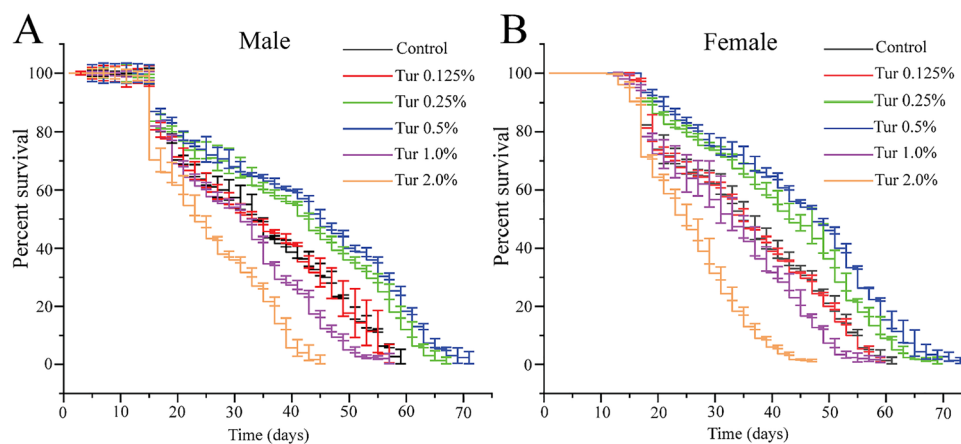 A
Male
Control
Tur 0.125%
Tur 0.25%
Tur 0.5%
Tur 1.0%
Tur 2.0%
Percent survival
100
80
60
40
20
0
0 10 20 30 40 50 60 70
Time (days)
B
Female
Control
Tur 0.125%
Tur 0.25%
Tur 0.5%
Tur 1.0%
Tur 2.0%
Percent survival
100
80
60
40
20
0
0 10 20 30 40 50 60 70
Time (days)